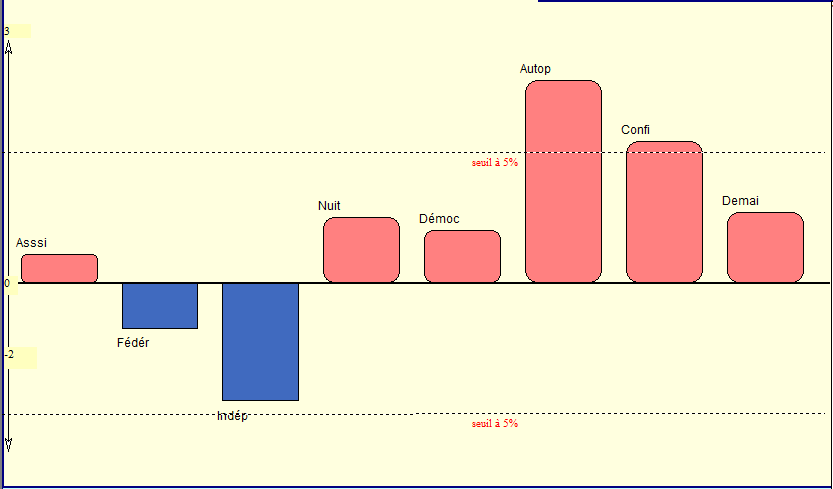 3
Autop
Confi
seuil à 5%
Demai
Nuit
Démoc
Asssi
0
Fédér
-2
Indép
seuil à 5%